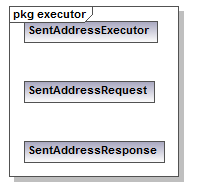 pkg executor
SentAddressExecutor
SentAddressRequest
SentAddressResponse